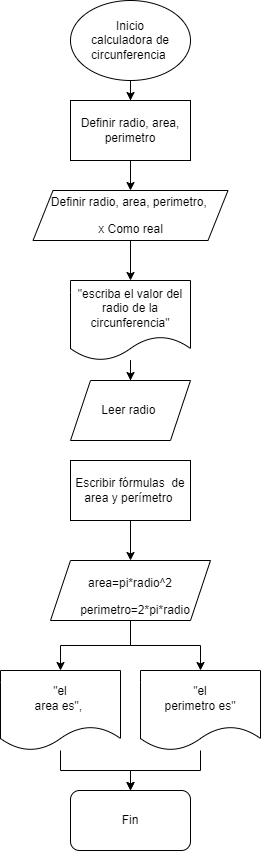 Inicio
calculadora de
circunferencia
Definir radio, area,
perimetro
Definir radio, area, perimetro,
x Como real
"escriba el valor del
radio de la
circunferencia"
Leer radio
Escribir fórmulas de
area y perímetro
area=pi*radio^2
perimetro=2*pi*radio
"el
area es",
"el
perimetro es"
Fin